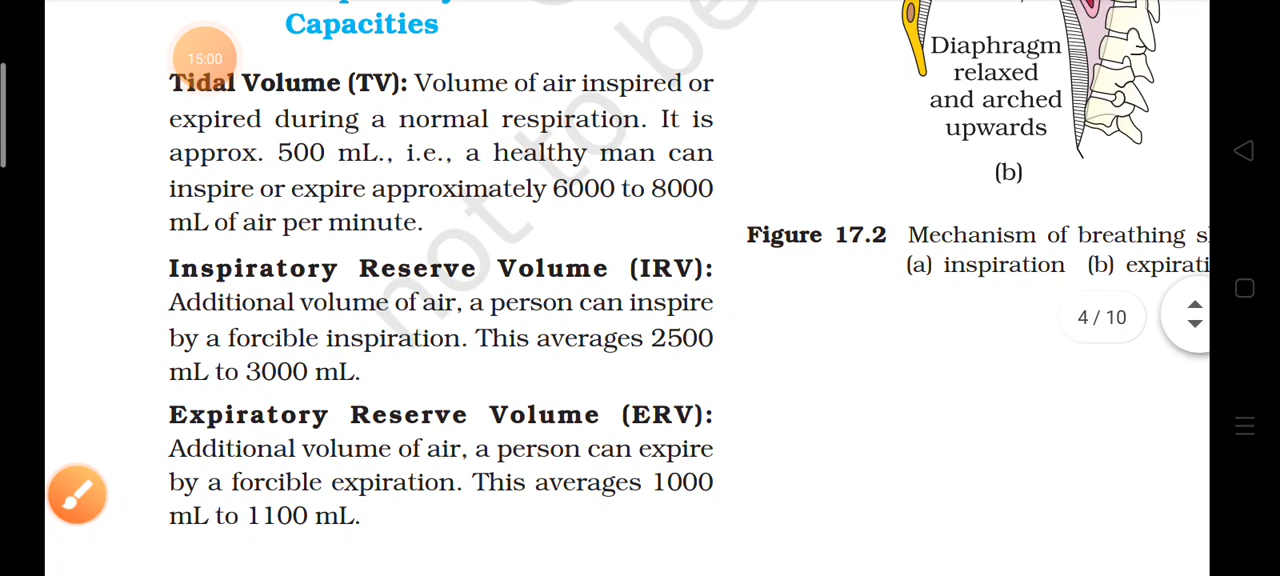 Capacities
15:00
Tidal Volume (TV): Volume of air inspired or
expired during a normal respiration. It is
approx. 500 mL., i.e., a healthy man can
inspire or expire approximately 6000 to 8000
mL of air per minute.
Inspiratory Reserve Volume (IRV):
Additional volume of air, a person can inspire
by a forcible inspiration. This averages 2500
mL to 3000 mL.
Expiratory Reserve Volume (ERV):
Additional volume of air, a person can expire
by a forcible expiration. This averages 1000
mL to 1100 mL.
not to be
Diaphragm
relaxed
and arched
upwards
(b)
Figure 17.2 Mechanism of breathing
(a) inspiration (b)
4 / 10